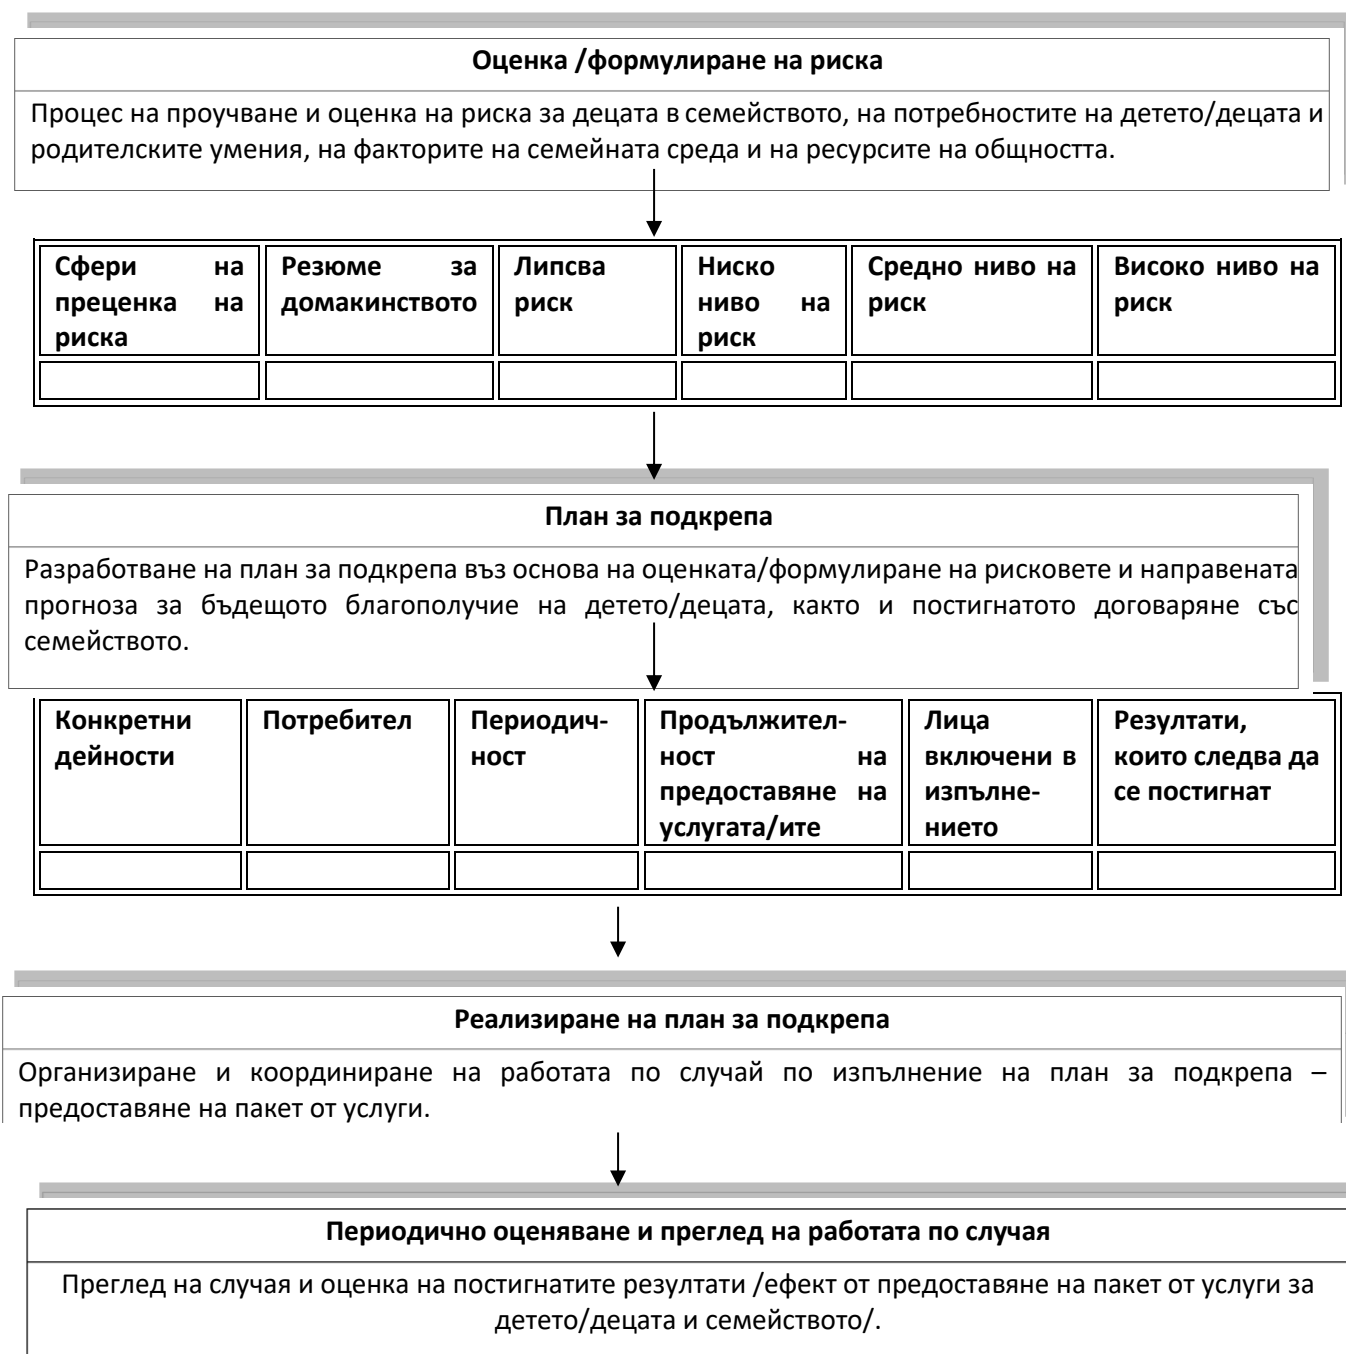 Оценка /формулиране на риска
Процес на проучване и оценка на риска за децата в семейството, на потребностите на детето/децата и
родителските умения, на факторите на семейната среда и на ресурсите на общността.
Сфери на
преценка на
риска
Резюме за
домакинството
Липсва
риск
Ниско
ниво на
риск
Средно ниво на
риск
Високо ниво на
риск
План за подкрепа
Разработване на план за подкрепа въз основа на оценката/формулиране на рисковете и направената
прогноза за бъдещото благополучие на детето/децата, както и постигнатото договаряне със
семейството.
Конкретни
дейности
Потребител
Периодич-
ност
Продължител-
ност на
предоставяне на
услугата/ите
Лица
включени в
изпълне-
нието
Резултати,
които следва да
се постигнат
Реализиране на план за подкрепа
Организиране и координиране на работата по случай по изпълнение на план за подкрепа –
предоставяне на пакет от услуги.
Периодично оценяване и преглед на работата по случая
Преглед на случая и оценка на постигнатите резултати /ефект от предоставяне на пакет от услуги за
детето/децата и семейството/.